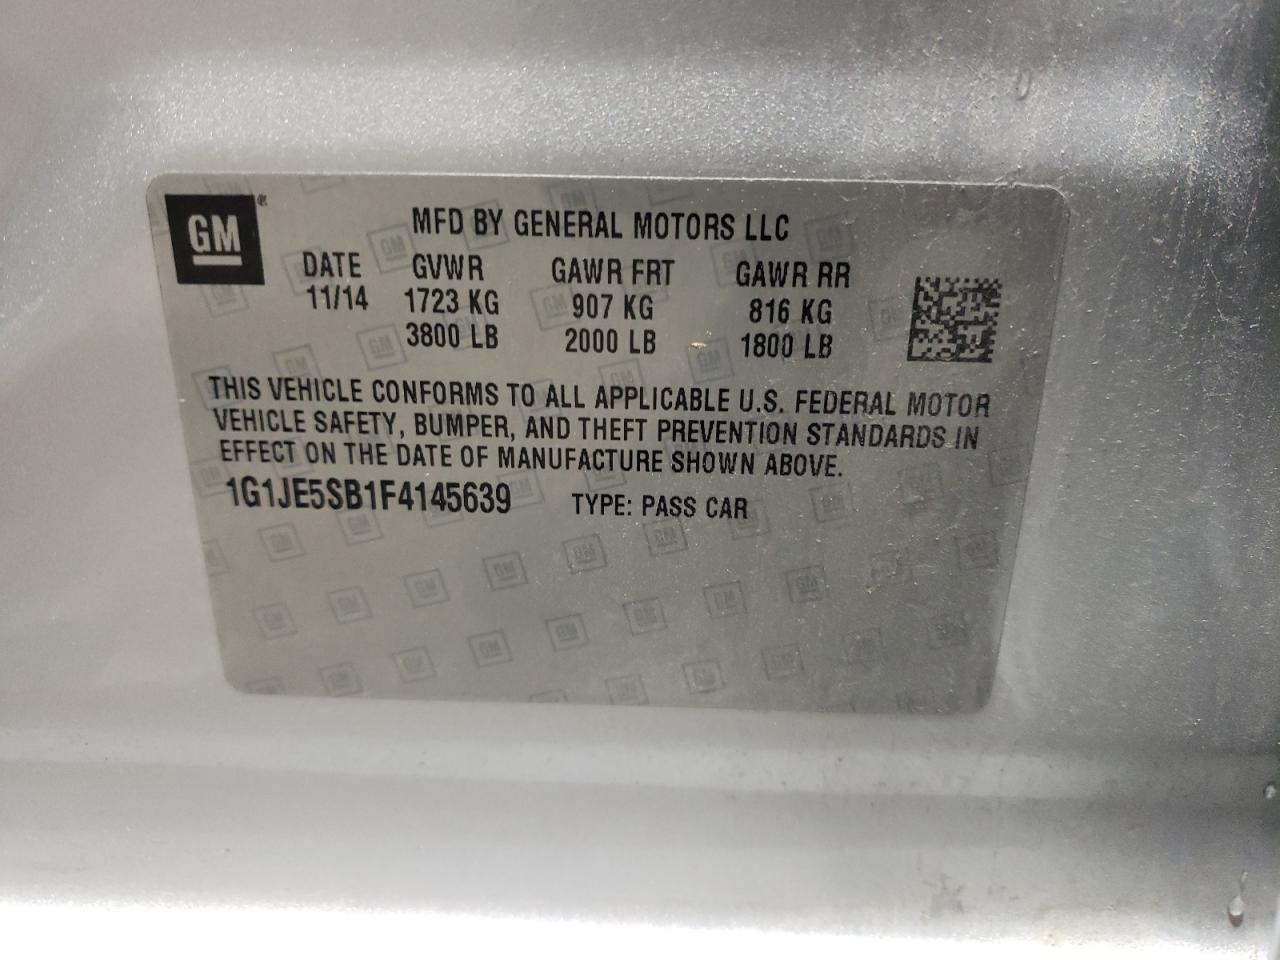 GM
MFD BY GENERAL MOTORS LLC
DATE GVWR GAWR FRT GAWR RR
11/14 1723 KG 907 KG 816 KG
3800 LB 2000 LB 1800 LB
THIS VEHICLE CONFORMS TO ALL APPLICABLE U.S. FEDERAL MOTOR
VEHICLE SAFETY, BUMPER, AND THEFT PREVENTION STANDARDS IN
EFFECT ON THE DATE OF MANUFACTURE SHOWN ABOVE.
1G1JE5SB1F4145639 TYPE: PASS CAR